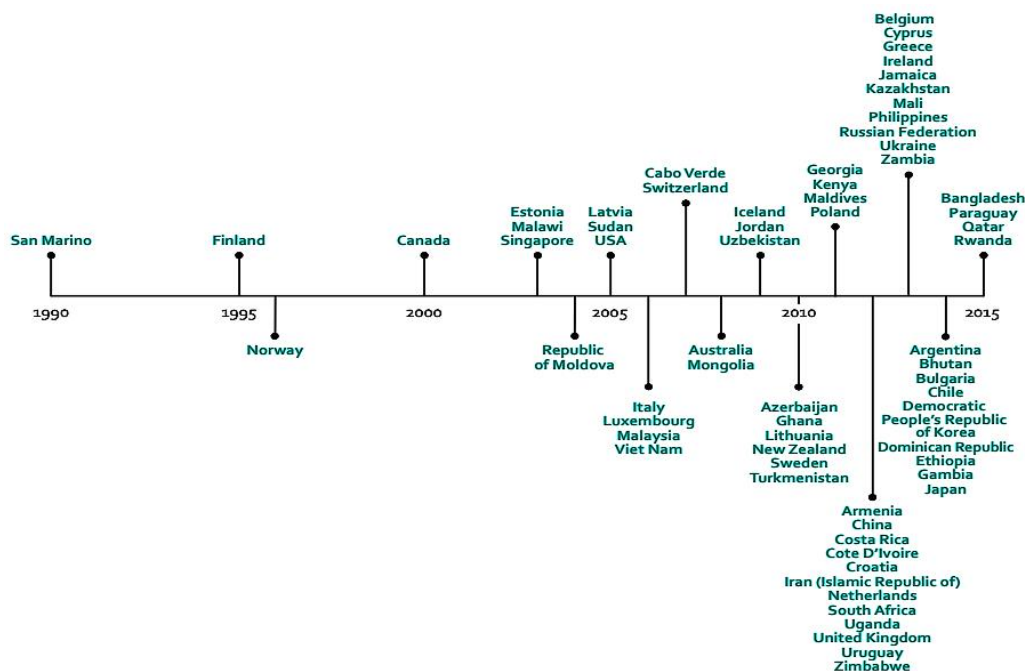 Belgium
Cyprus
Greece
Ireland
Jamaica
Kazakhstan
Mali
Philippines
Russian Federation
Ukraine
Zambia
Georgia
Kenya
Maldives
Poland
Cabo Verde
Switzerland
Bangladesh
Paraguay
Qatar
Rwanda
Estonia
Malawi
Singapore
Latvia
Sudan
USA
Iceland
Jordan
Uzbekistan
San Marino
Finland
Canada
1990
1995
2000
2005
2010
2015
Norway
Republic
of Moldova
Australia
Mongolia
Argentina
Bhutan
Bulgaria
Chile
Democratic
People's Republic
of Korea
Dominican Republic
Ethiopia
Gambia
Japan
Italy
Luxembourg
Malaysia
Viet Nam
Azerbaijan
Ghana
Lithuania
New Zealand
Sweden
Turkmenistan
Armenia
China
Costa Rica
Cote D'Ivoire
Croatia
Iran (Islamic Republic of)
Netherlands
South Africa
Uganda
United Kingdom
Uruguay
Zimbabwe